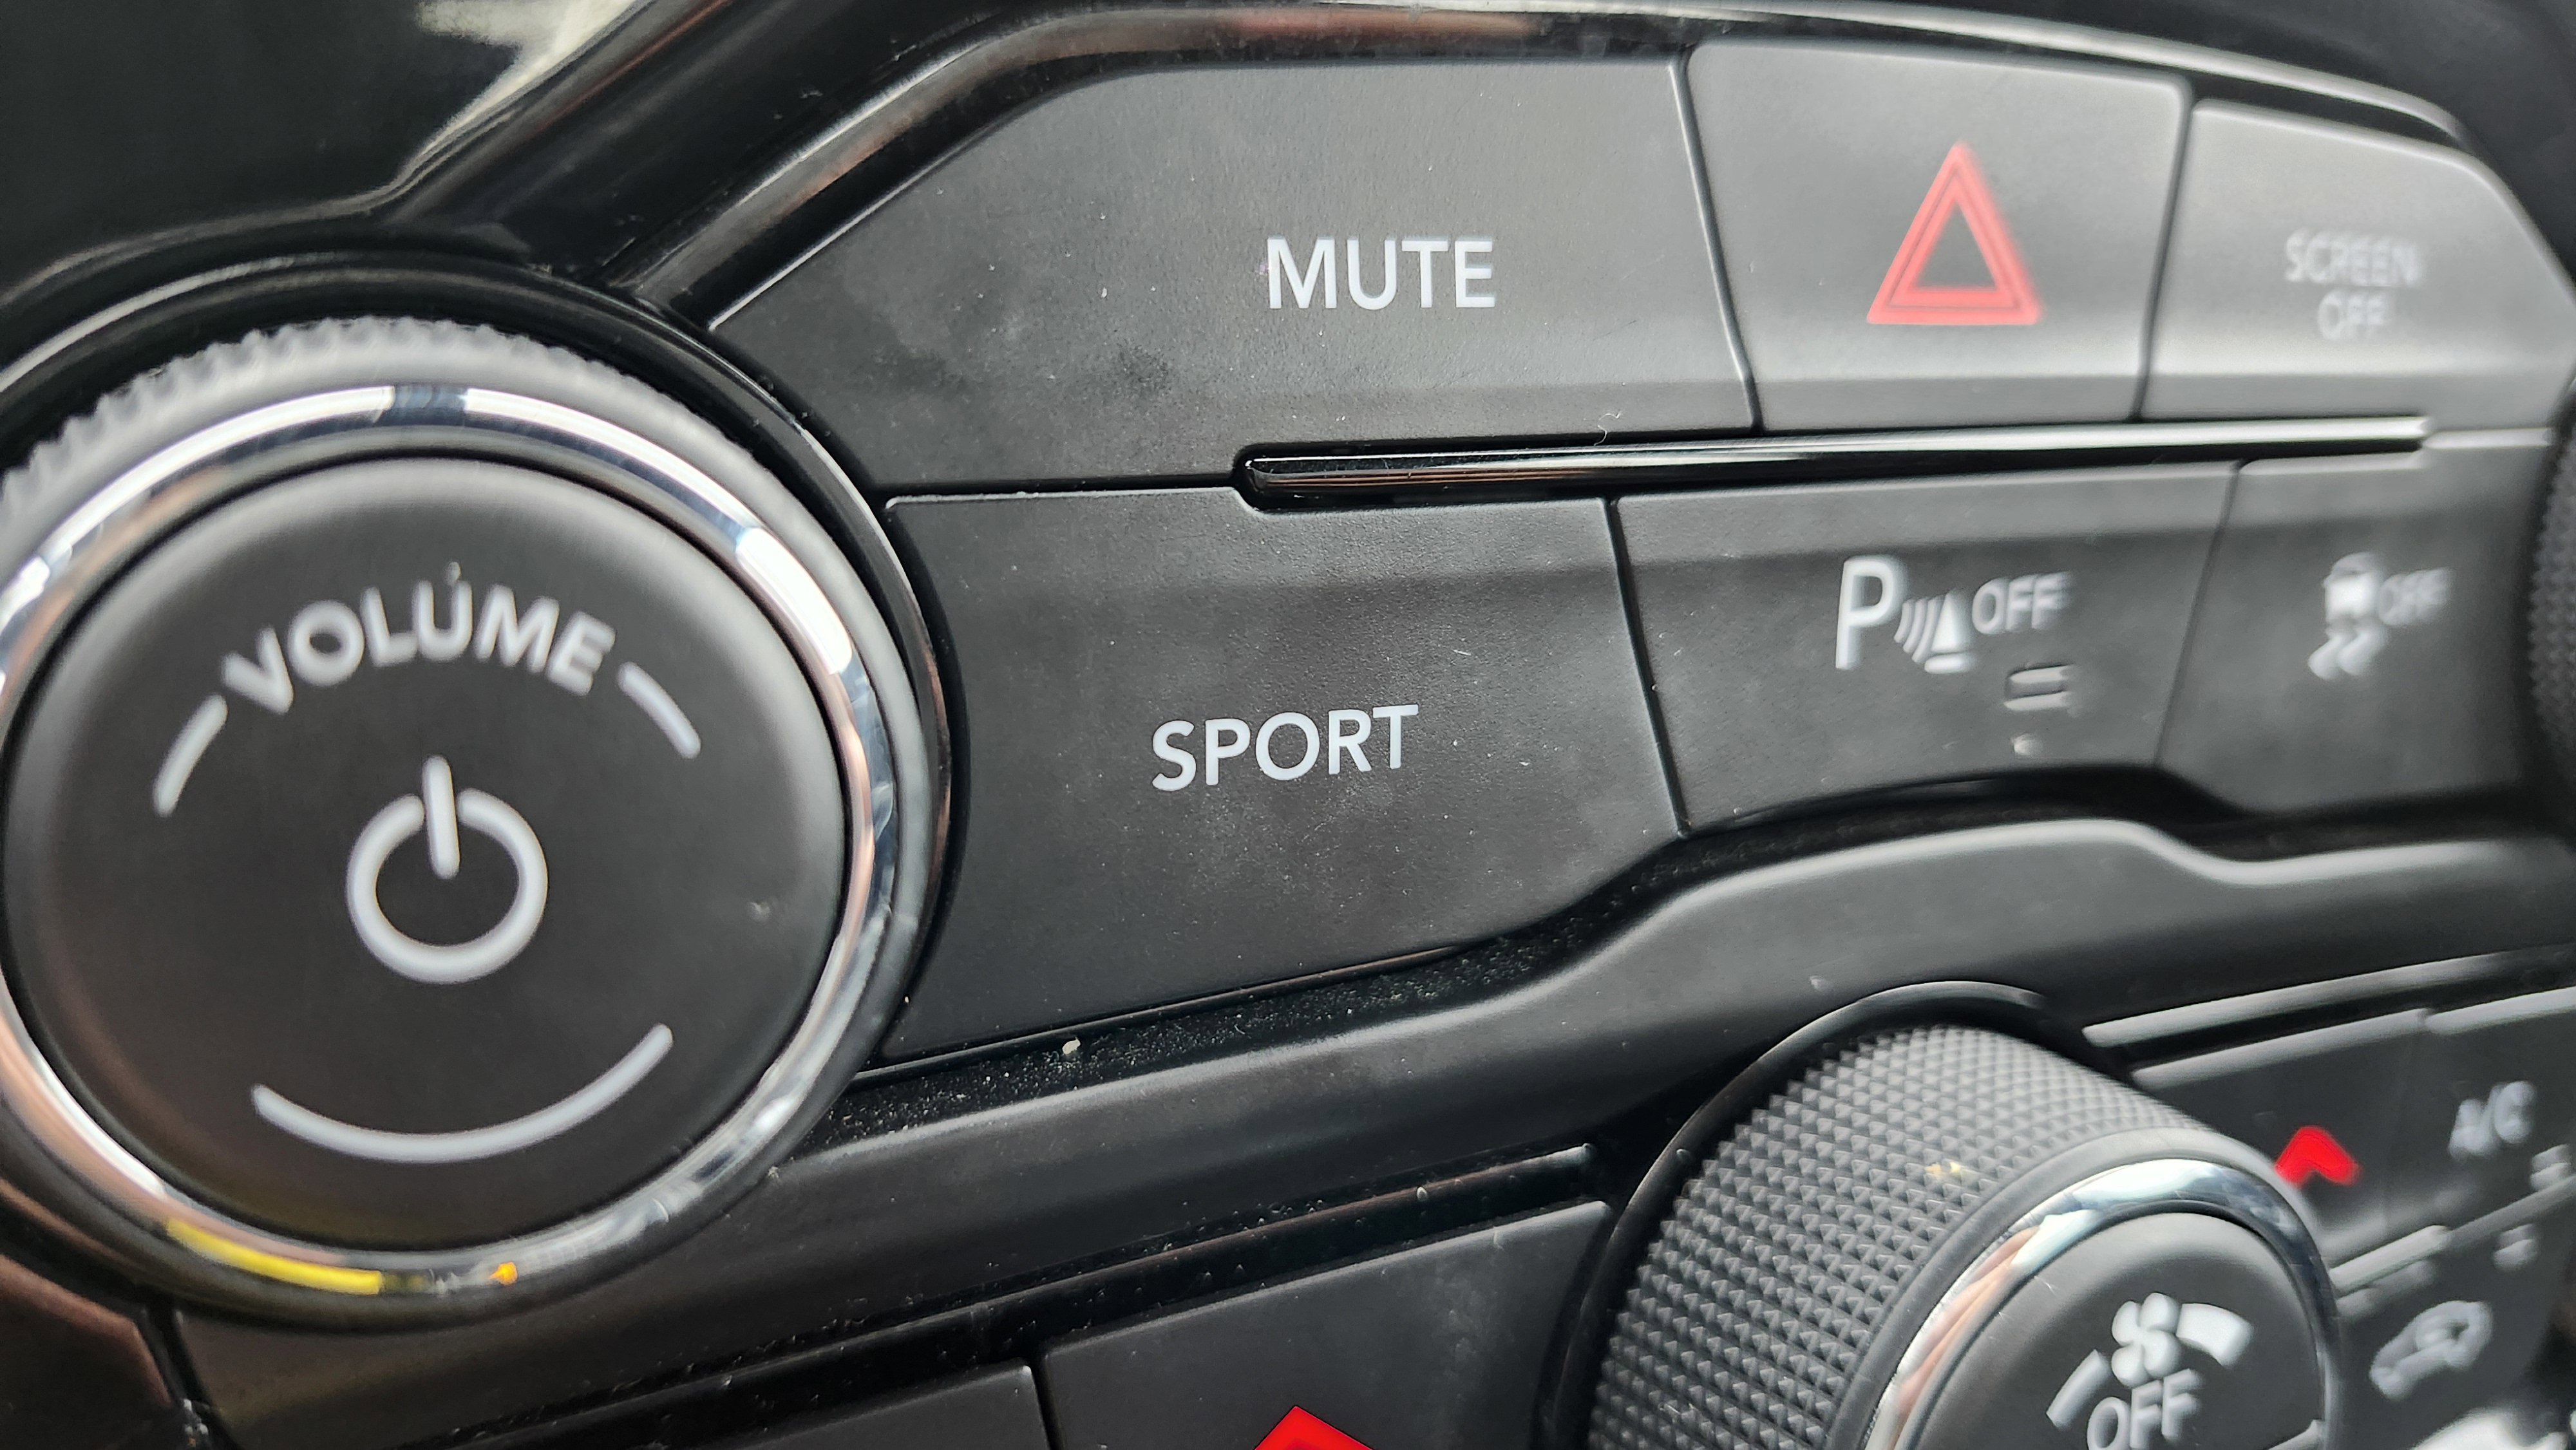 MUTE
SCREEN
OFF
VOLUME
SPORT
P OFF
OFF
A/C
OFF